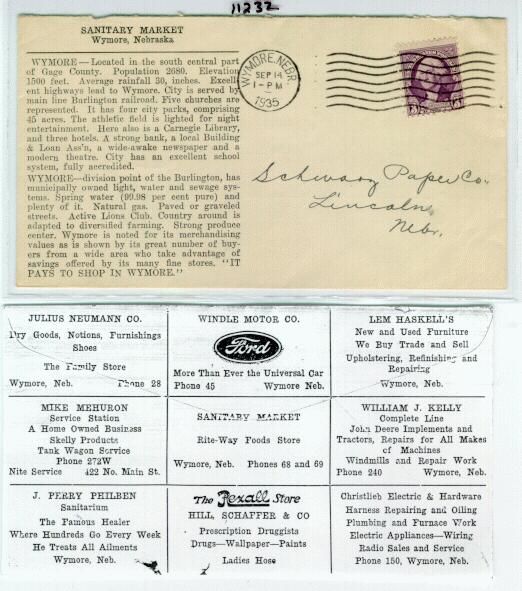 11232
SANITARY MARKET
Wymore, Nebraska
WYMORE—Located in the south central part
of Gage County. Population 2680. Elevation
1500 feet. Average rainfall 30, inches. Excell-
ent highways lead to Wymore. City is served by
main line Burlington railroad. Five churches are
represented. It has four city parks, comprising
45 acres. The athletic field is lighted for night
entertainment. Here also is a Carnegie Library,
and three hotels. A strong bank, a local Building
& Loan Ass'n, a wide-awake newspaper and a
modern theatre. City has an excellent school
system, fully accredited.
WYMORE—division point of the Burlington, has
municipally owned light, water and sewage sys-
tems. Spring water (99.98 per cent pure) and
plenty of it. Natural gas. Paved or graveled
streets. Active Lions Club. Country around is
adapted to diversified farming. Strong produce
center. Wymore is noted for its merchandising
values as is shown by its great number of buy-
ers from a wide area who take advantage of
savings offered by its many fine stores. "IT
PAYS TO SHOP IN WYMORE."
WYMORE, NEBR.
SEP 14
1-PM
1935
3 3
Schwarz Paper Co.
Lincoln,
Nebr.
JULIUS NEUMANN CO.
Dry Goods, Notions, Furnishings
Shoes
The Family Store
Wymore, Neb. Phone 28
WINDLE MOTOR CO.
Ford
More Than Ever the Universal Car
Phone 45 Wymore Neb.
LEM HASKELL'S
New and Used Furniture
We Buy Trade and Sell
Upholstering, Refinishing and
Repairing
Wymore, Neb.
MIKE MEHURON
Service Station
A Home Owned Business
Skelly Products
Tank Wagon Service
Phone 272W
Nite Service 422 No. Main St.
SANITARY MARKET
Rite-Way Foods Store
Wymore, Neb. Phones 68 and 69
WILLIAM J. KELLY
Complete Line
John Deere Implements and
Tractors, Repairs for All Makes
of Machines
Windmills and Repair Work
Phone 240 Wymore, Neb.
J. PERRY PHILBEN
Sanitarium
The Famous Healer
Where Hundreds Go Every Week
He Treats All Ailments
Wymore, Neb.
The Rexall Store
HILL, SCHAFFER & CO
Prescription Druggists
Drugs—Wallpaper—Paints
Ladies Hose
Christlieb Electric & Hardware
Harness Repairing and Oiling
Plumbing and Furnace Work
Electric Appliances—Wiring
Radio Sales and Service
Phone 150, Wymore, Neb.